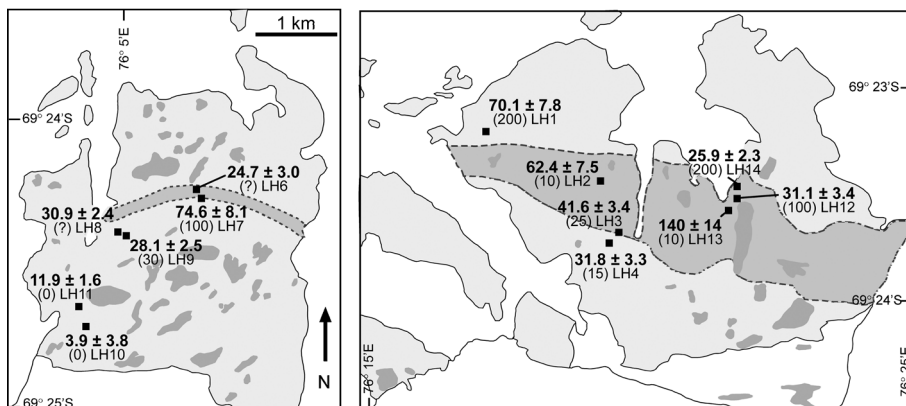 76° 5'E
1 km
69° 24'S
24.7 ± 3.0
(?) LH6
30.9 ± 2.4
(?) LH8
74.6 ± 8.1
(100) LH7
28.1 ± 2.5
(30) LH9
11.9 ± 1.6
(0) LH11
3.9 ± 3.8
(0) LH10
N
69° 25'S
69° 23'S
70.1 ± 7.8
(200) LH1
25.9 ± 2.3
(200) LH14
62.4 ± 7.5
(10) LH2
31.1 ± 3.4
(100) LH12
41.6 ± 3.4
(25) LH3
140 ± 14
(10) LH13
31.8 ± 3.3
(15) LH4
69° 24'S
76° 15'E
76° 25'E